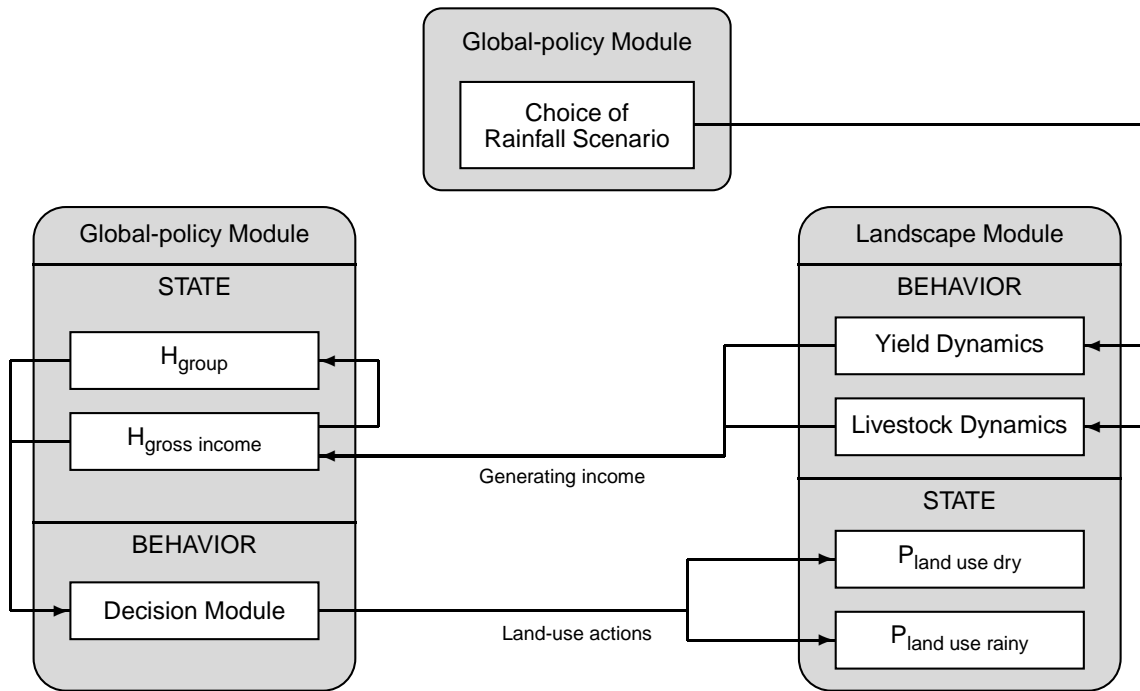 Global-policy Module
Choice of
Rainfall Scenario
Global-policy Module
STATE
Hgroup
Hgross income
BEHAVIOR
Decision Module
Generating income
Land-use actions
Landscape Module
BEHAVIOR
Yield Dynamics
Livestock Dynamics
STATE
Pland use dry
Pland use rainy